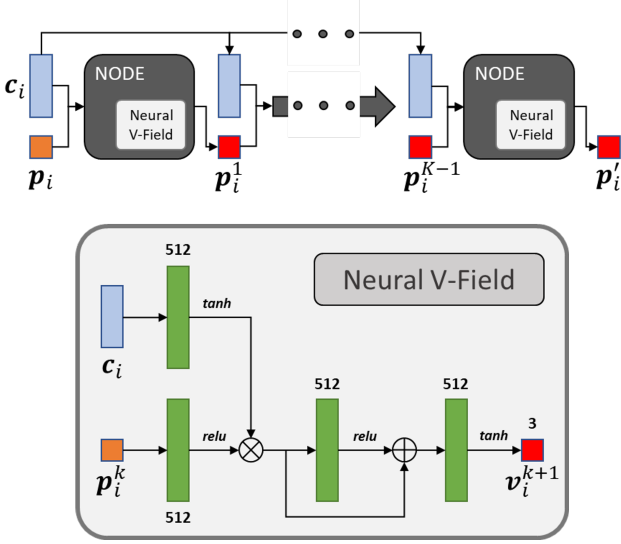 NODE
NODE
c_i
Neural
V-Field
Neural
V-Field
p_i
p_i^1
p_i^{K-1}
p_i'
512
Neural V-Field
tanh
c_i
512
512
3
relu
relu
tanh
p_i^k
v_i^{k+1}
512